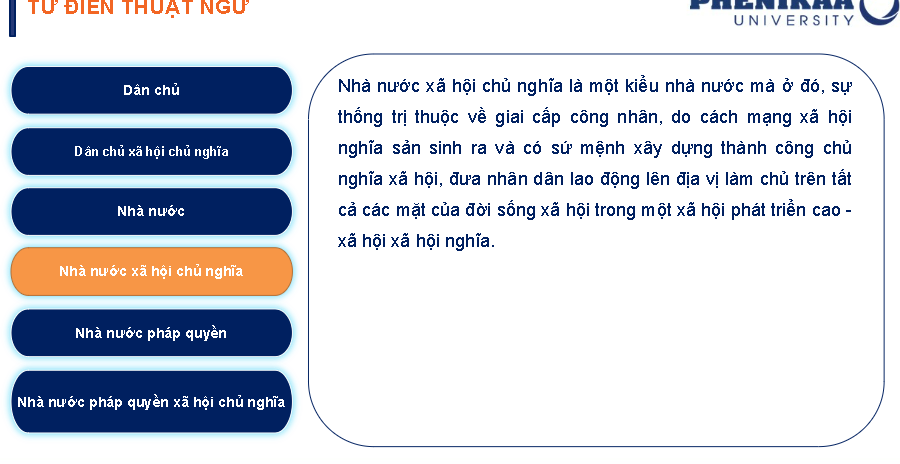 TỪ ĐIỂN THUẬT NGỮ
PHENIKAA
UNIVERSITY
Dân chủ
Dân chủ xã hội chủ nghĩa
Nhà nước
Nhà nước xã hội chủ nghĩa
Nhà nước pháp quyền
Nhà nước pháp quyền xã hội chủ nghĩa
Nhà nước xã hội chủ nghĩa là một kiểu nhà nước mà ở đó, sự
thống trị thuộc về giai cấp công nhân, do cách mạng xã hội
nghĩa sản sinh ra và có sứ mệnh xây dựng thành công chủ
nghĩa xã hội, đưa nhân dân lao động lên địa vị làm chủ trên tất
cả các mặt của đời sống xã hội trong một xã hội phát triển cao -
xã hội xã hội nghĩa.